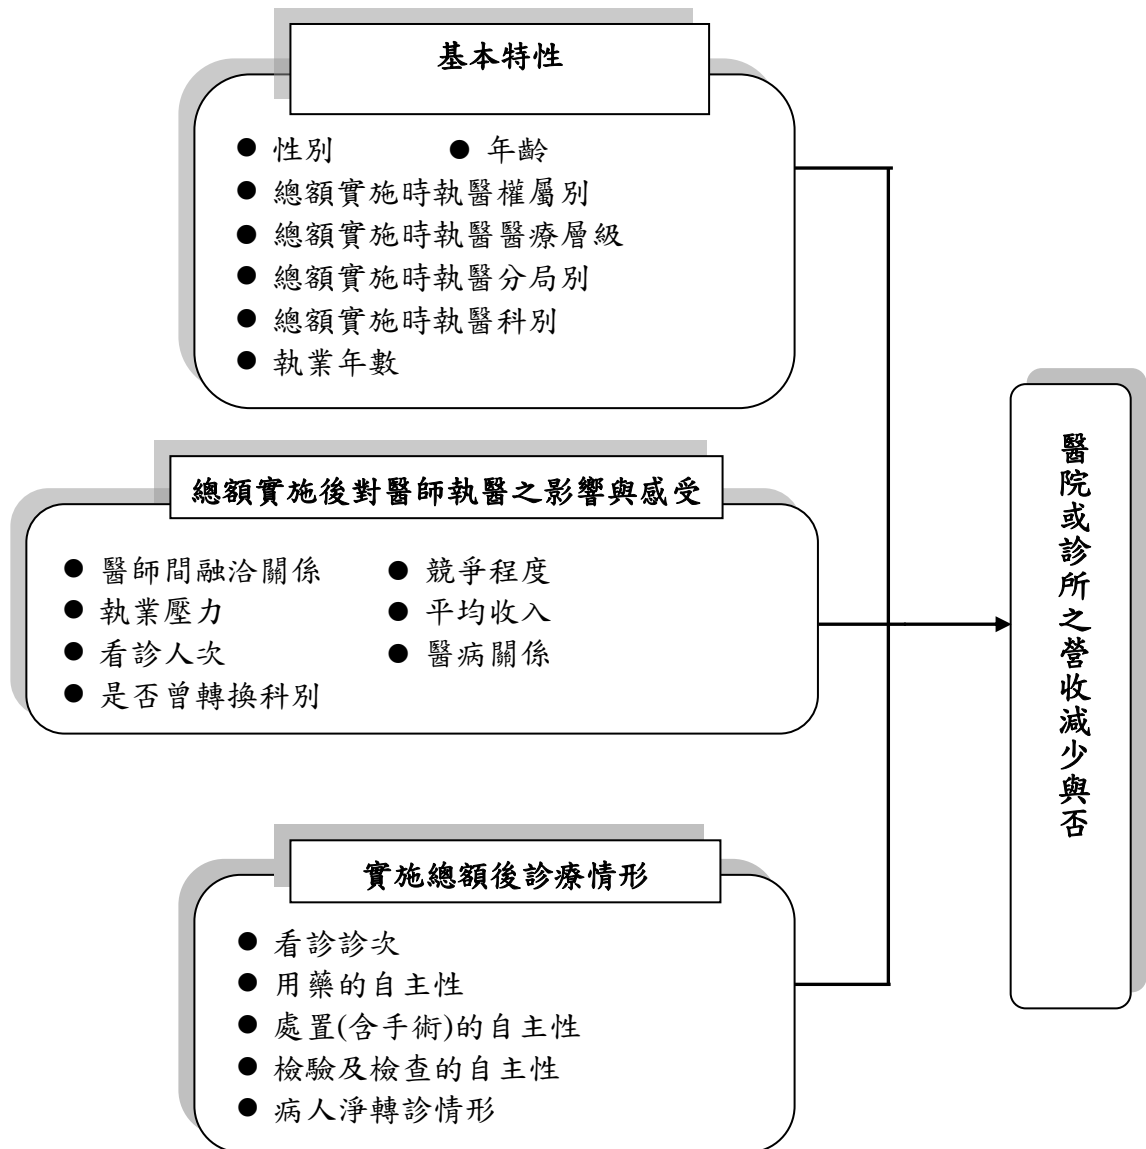 基本特性
● 性別 ● 年齡
● 總額實施時執醫權屬別
● 總額實施時執醫醫療層級
● 總額實施時執醫分局別
● 總額實施時執醫科別
● 執業年數
總額實施後對醫師執醫之影響與感受
● 醫師間融洽關係 ● 競爭程度
● 執業壓力 ● 平均收入
● 看診人次 ● 醫病關係
● 是否曾轉換科別
實施總額後診療情形
● 看診診次
● 用藥的自主性
● 處置(含手術)的自主性
● 檢驗及檢查的自主性
● 病人淨轉診情形
醫院或診所之營收減少與否